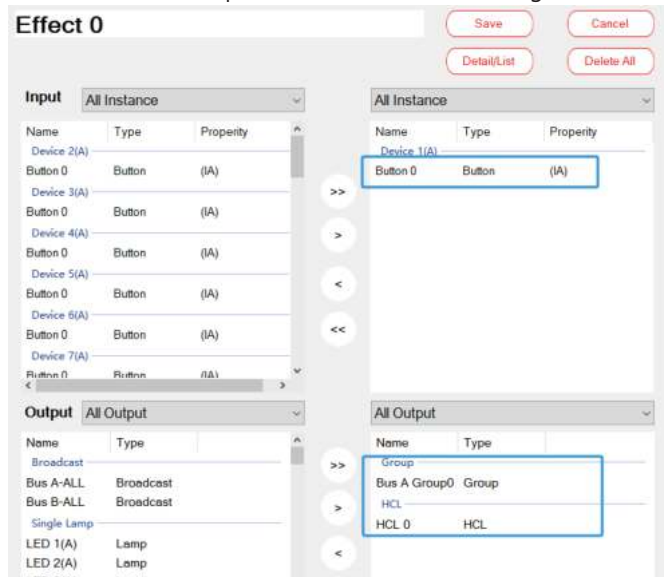 Effect 0
Save
Cancel
Detail/List
Delete All
Input All Instance
All Instance
Name Type Properity
Name Type Properity
Device 2(A)
Device 1(A)
Button 0 Button (IA)
Button 0 Button (IA)
Device 3(A)
>>
Button 0 Button (IA)
Device 4(A)
>
Button 0 Button (IA)
Device 5(A)
<
Button 0 Button (IA)
Device 6(A)
<<
Button 0 Button (IA)
Device 7(A)
Button 0 Button (IA)
Output All Output
All Output
Name Type
Name Type
Broadcast
Group
>>
Bus A-ALL Broadcast
Bus A Group0 Group
Bus B-ALL Broadcast
HCL
>
Single Lamp
HCL 0 HCL
LED 1(A) Lamp
LED 2(A) Lamp
<